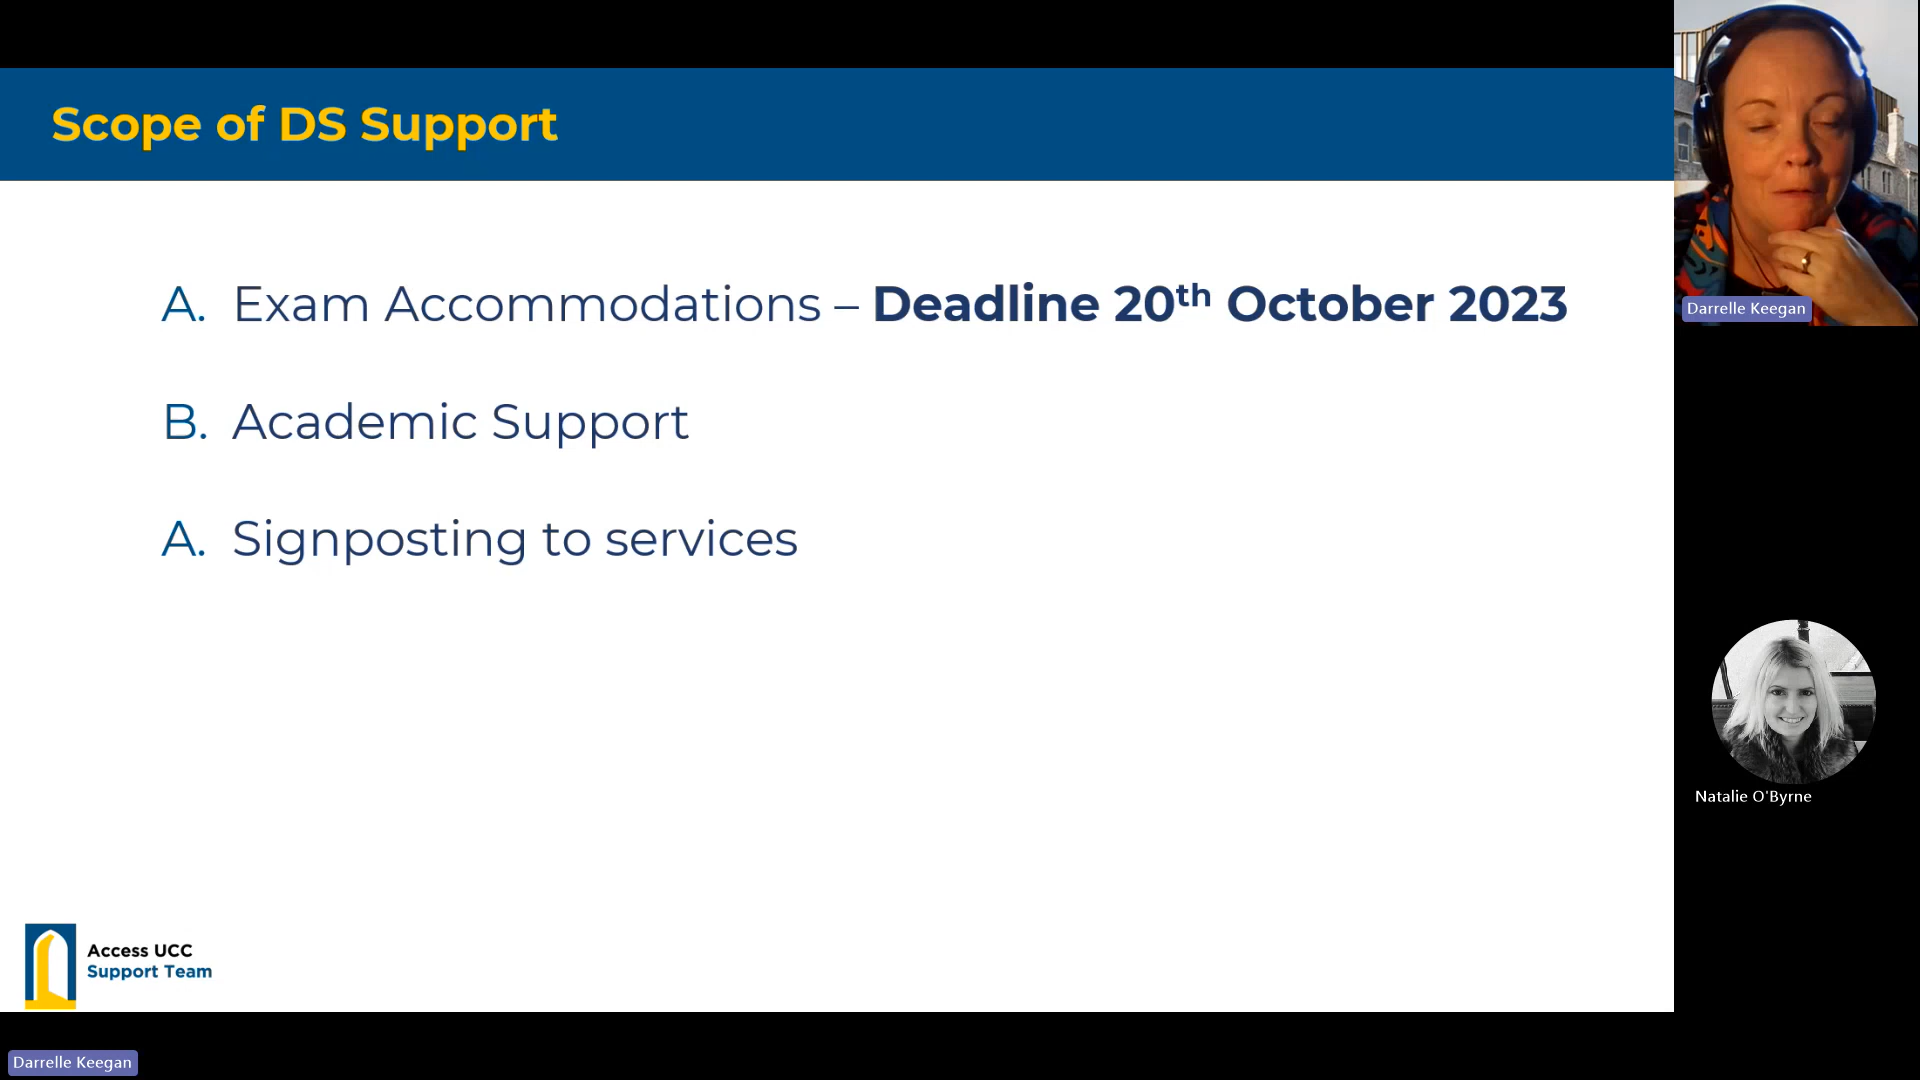 Scope of DS Support
A. Exam Accommodations – Deadline 20th October 2023
B. Academic Support
A. Signposting to services
Access UCC
Support Team
Darrelle Keegan
Natalie O'Byrne
Darrelle Keegan